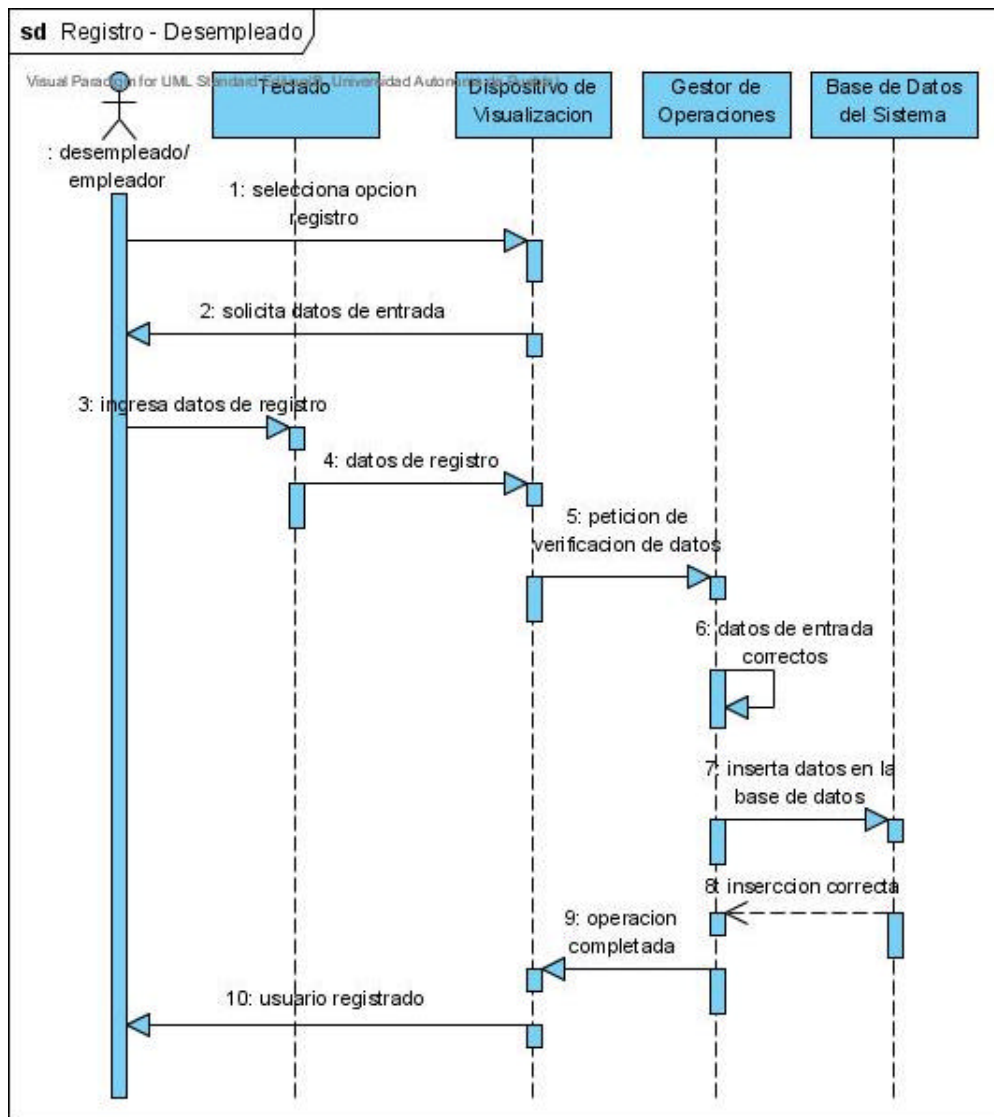 sd Registro - Desempleado
Visual Paradigm for UML Standard Universidad Autonoma de
Teclado
Dispositivo de
Visualizacion
Gestor de
Operaciones
Base de Datos
del Sistema
: desempleado/
empleador
1: selecciona opcion
registro
2: solicita datos de entrada
3: ingresa datos de registro
4: datos de registro
5: peticion de
verificacion de datos
6: datos de entrada
correctos
7: inserta datos en la
base de datos
8: inserccion correcta
9: operacion
completada
10: usuario registrado